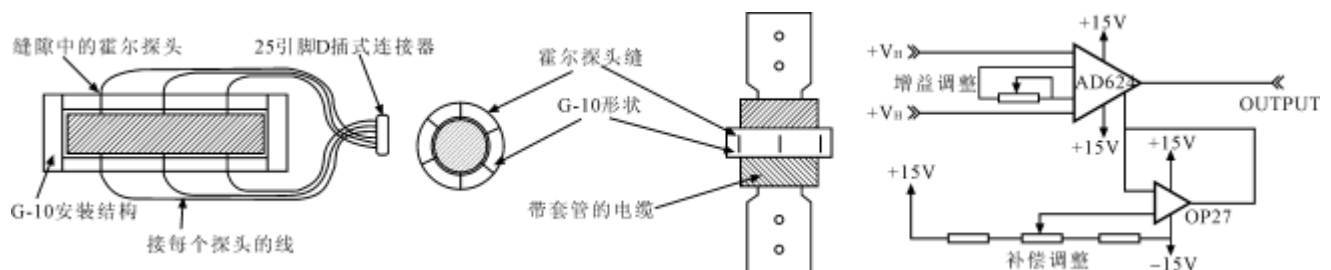 缝隙中的霍尔探头
25引脚D插式连接器
G-10安装结构
接每个探头的线
霍尔探头缝
G-10形状
带套管的电缆
+15V
+VH
增益调整
AD624
OUTPUT
+VH
+15V
+15V
+15V
OP27
补偿调整
−15V